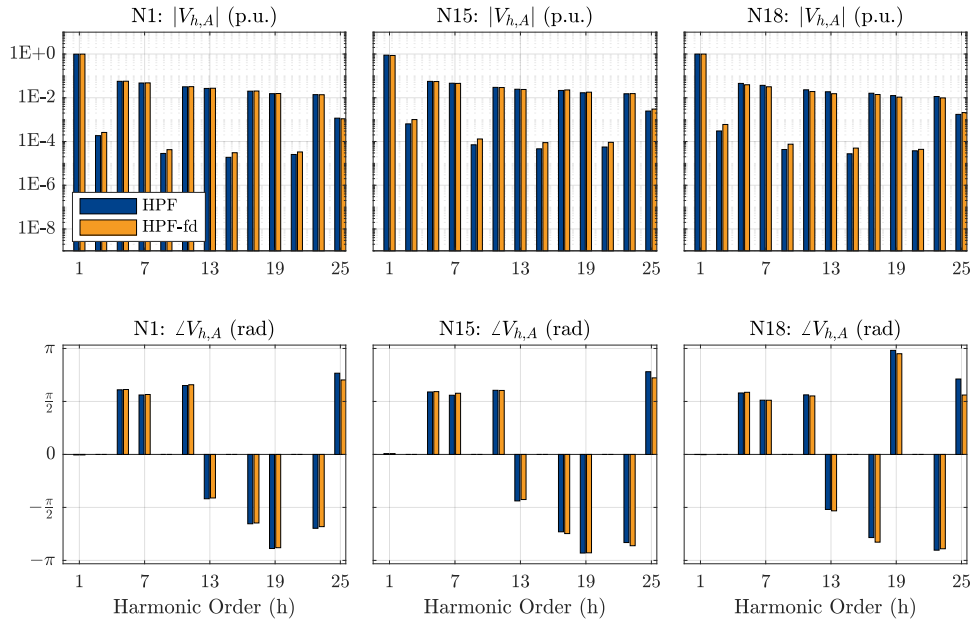 N1: |V_{h,A}| (p.u.)
N15: |V_{h,A}| (p.u.)
N18: |V_{h,A}| (p.u.)
1E+0
1E-2
1E-4
1E-6
1E-8
HPF
HPF-fd
1 7 13 19 25
1 7 13 19 25
1 7 13 19 25
N1: ∠V_{h,A} (rad)
N15: ∠V_{h,A} (rad)
N18: ∠V_{h,A} (rad)
π
π/2
0
−π/2
−π
1 7 13 19 25
1 7 13 19 25
1 7 13 19 25
Harmonic Order (h)
Harmonic Order (h)
Harmonic Order (h)